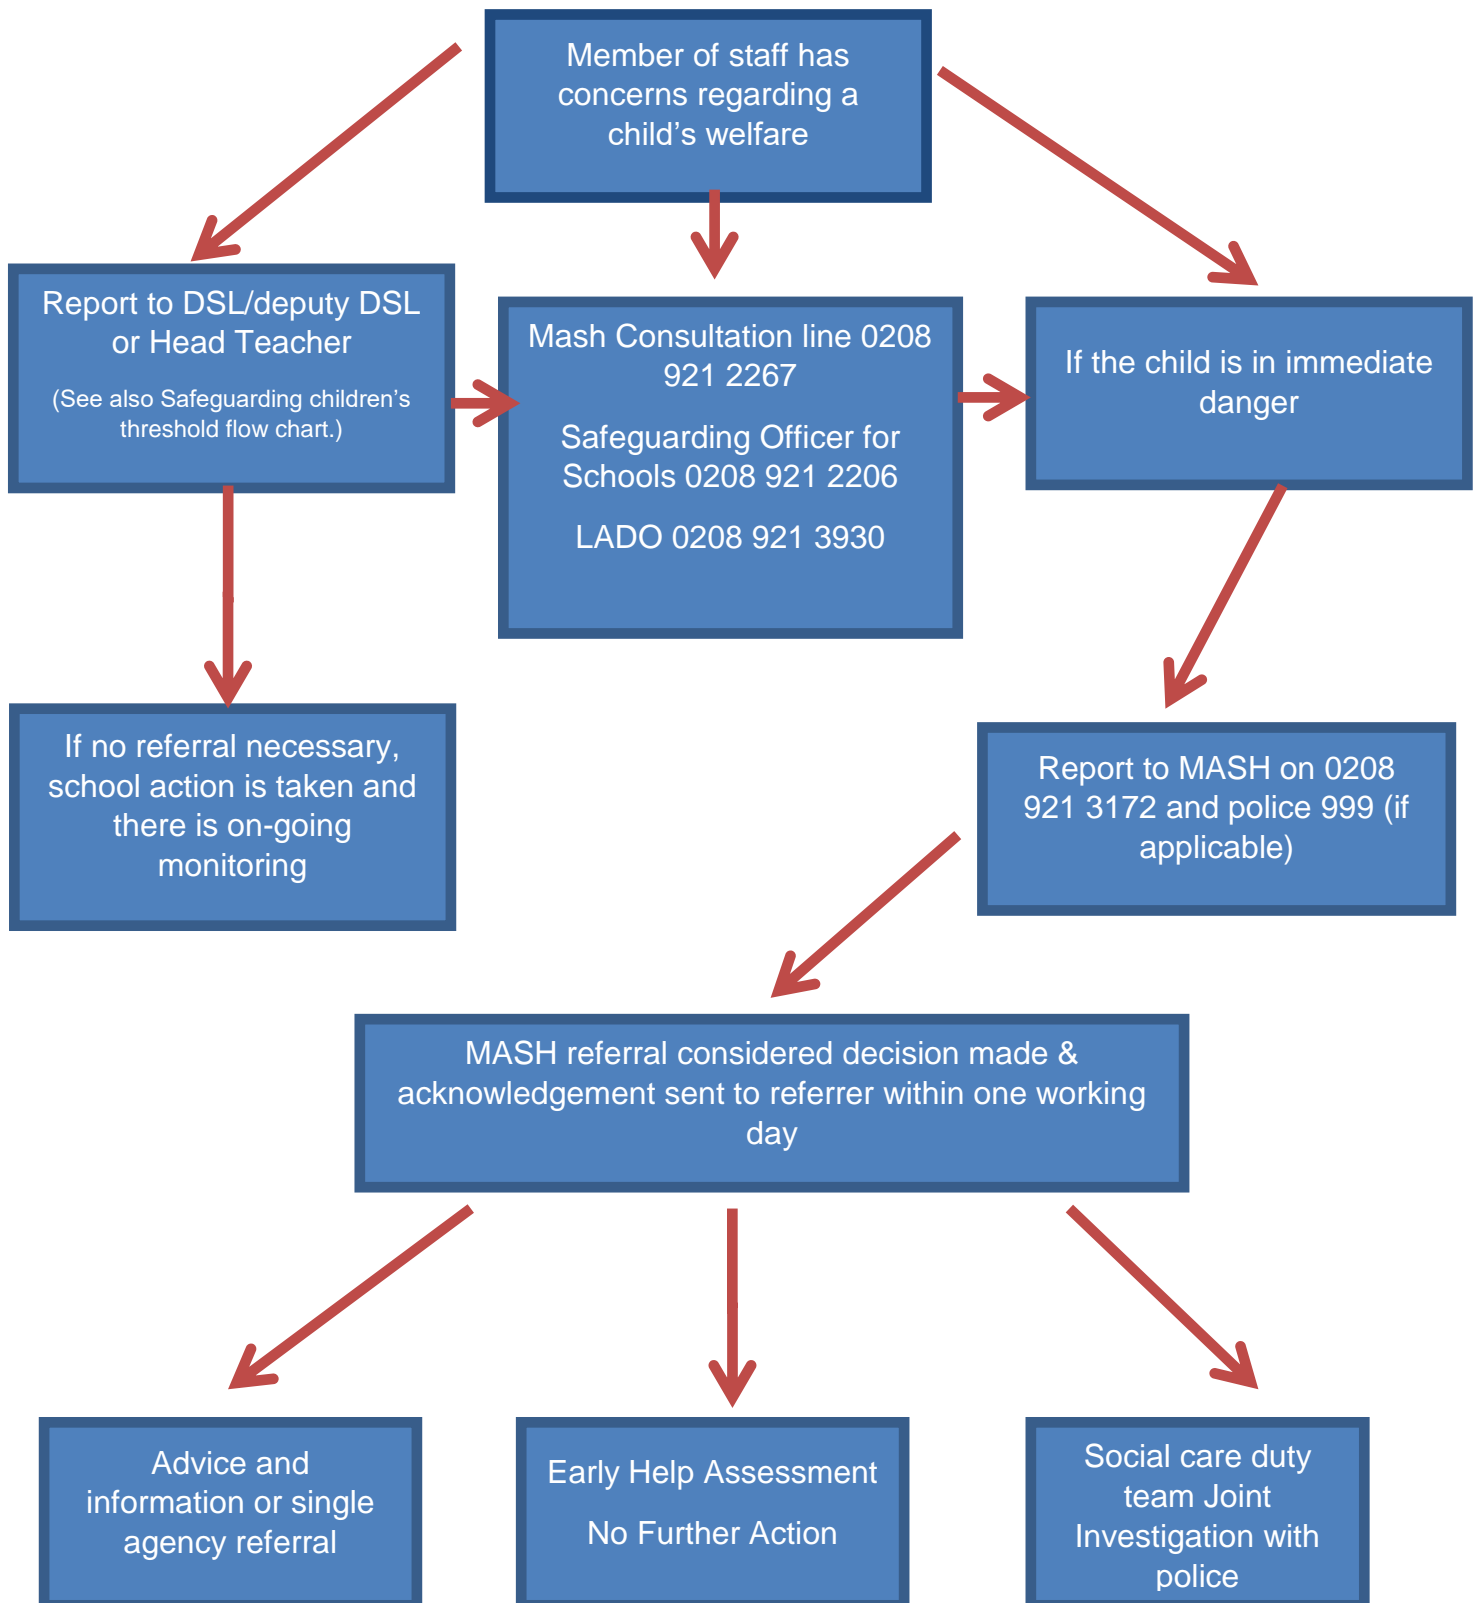 Member of staff has
concerns regarding a
child’s welfare
Report to DSL/deputy DSL
or Head Teacher
(See also Safeguarding children’s
threshold flow chart.)
Mash Consultation line 0208
921 2267
Safeguarding Officer for
Schools 0208 921 2206
LADO 0208 921 3930
If the child is in immediate
danger
If no referral necessary,
school action is taken and
there is on-going
monitoring
Report to MASH on 0208
921 3172 and police 999 (if
applicable)
MASH referral considered decision made &
acknowledgement sent to referrer within one working
day
Advice and
information or single
agency referral
Early Help Assessment
No Further Action
Social care duty
team Joint
Investigation with
police